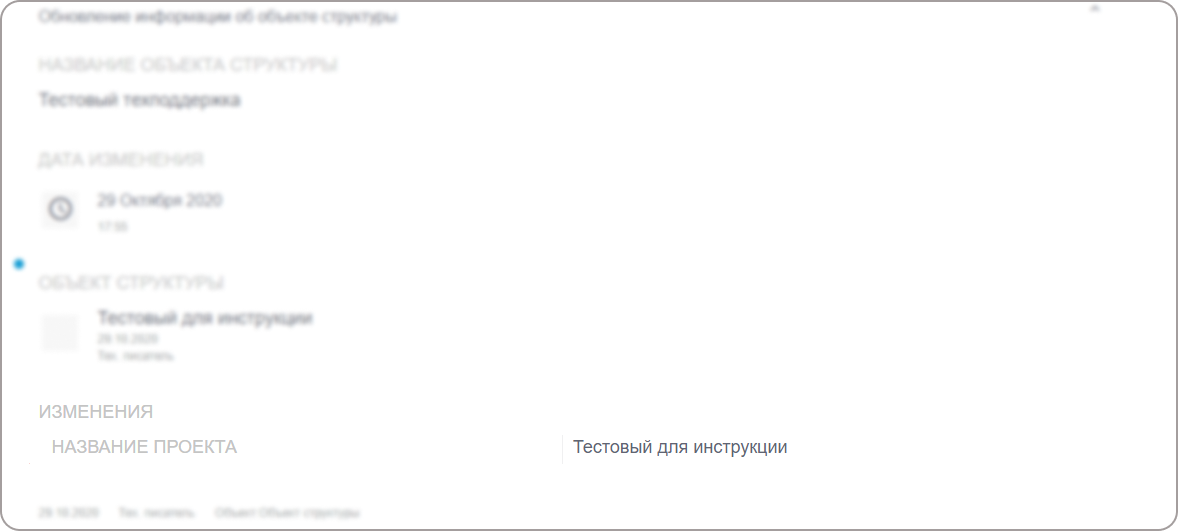 Обновление информации об объекте структуры
НАЗВАНИЕ ОБЪЕКТА СТРУКТУРЫ
Тестовый техподдержка
ДАТА ИЗМЕНЕНИЯ
29 Октября 2020
17:55
ОБЪЕКТ СТРУКТУРЫ
Тестовый для инструкции
29.10.2020
Тех. писатель
ИЗМЕНЕНИЯ
НАЗВАНИЕ ПРОЕКТА Тестовый для инструкции
29.10.2020 Тех. писатель Объект:Объект структуры